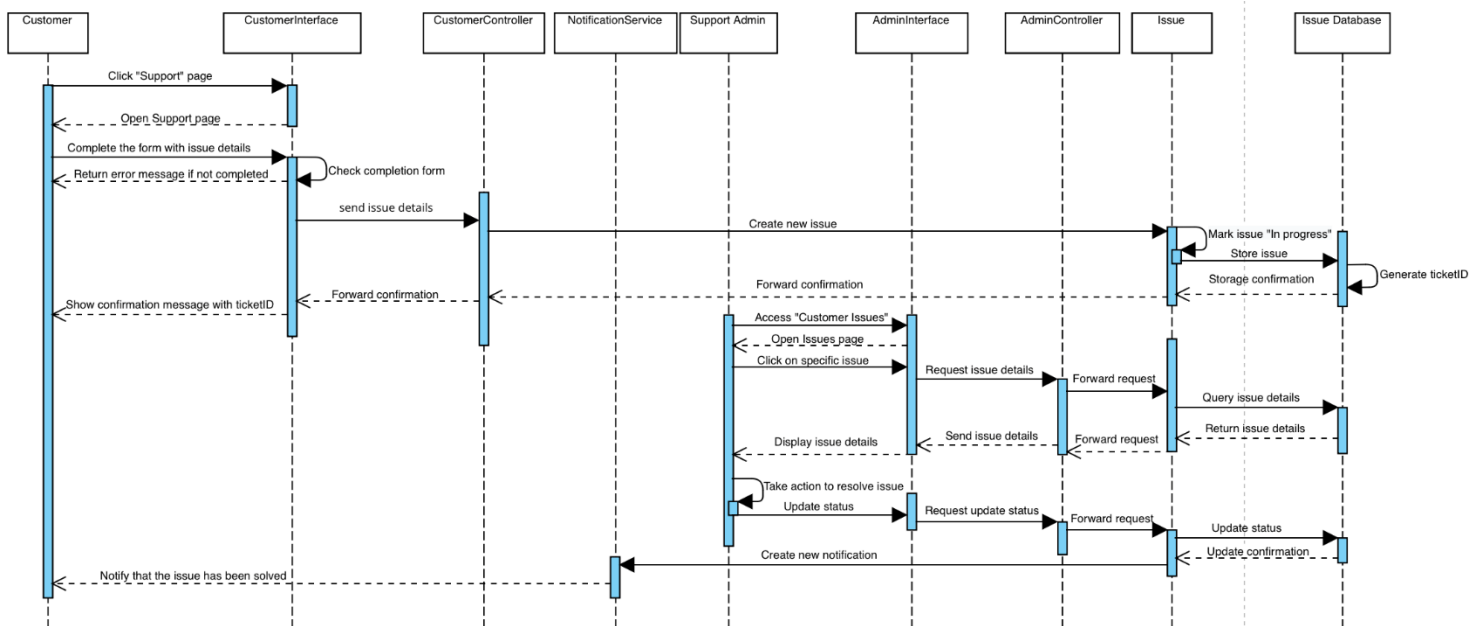 Customer
CustomerInterface
CustomerController
NotificationService
Support Admin
AdminInterface
AdminController
Issue
Issue Database
Click "Support" page
Open Support page
Complete the form with issue details
Check completion form
Return error message if not completed
send issue details
Create new issue
Mark issue "In progress"
Store issue
Generate ticketID
Storage confirmation
Forward confirmation
Forward confirmation
Show confirmation message with ticketID
Access "Customer Issues"
Open Issues page
Click on specific issue
Request issue details
Forward request
Query issue details
Return issue details
Forward request
Send issue details
Display issue details
Take action to resolve issue
Update status
Request update status
Forward request
Update status
Update confirmation
Create new notification
Notify that the issue has been solved